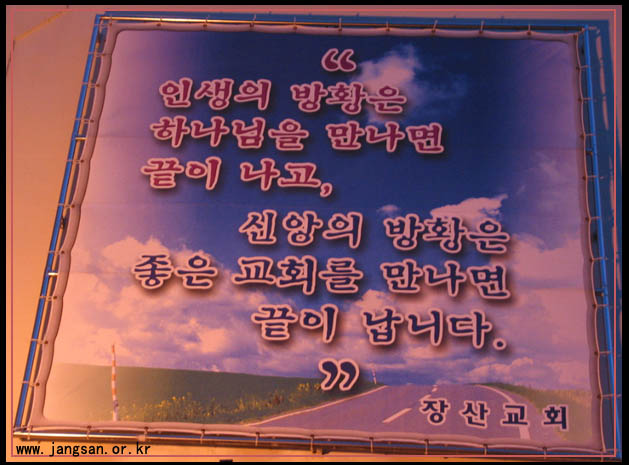 “
인생의 방황은
하나님을 만나면
끝이 나고,
신앙의 방황은
좋은 교회를 만나면
끝이 납니다.
”
장산교회
www.jangsan.or.kr